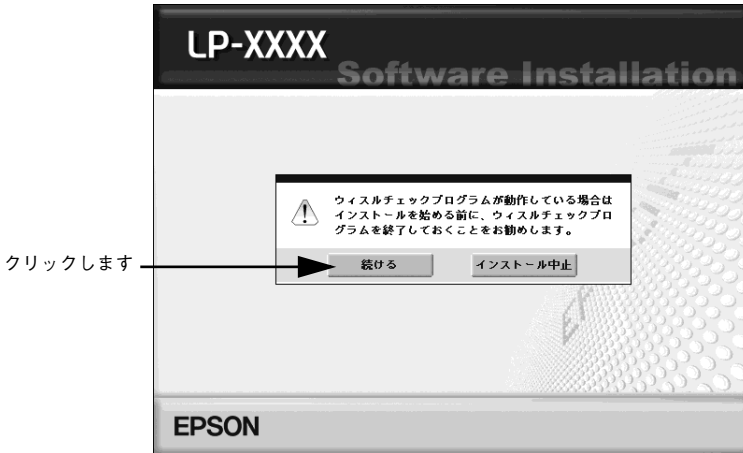 LP-XXXX
Software Installation
ウィスルチェックプログラムが動作している場合は
インストールを始める前に、ウィスルチェックプロ
グラムを終了しておくことをお勧めします。
クリックします
続ける
インストール中止
EPSON